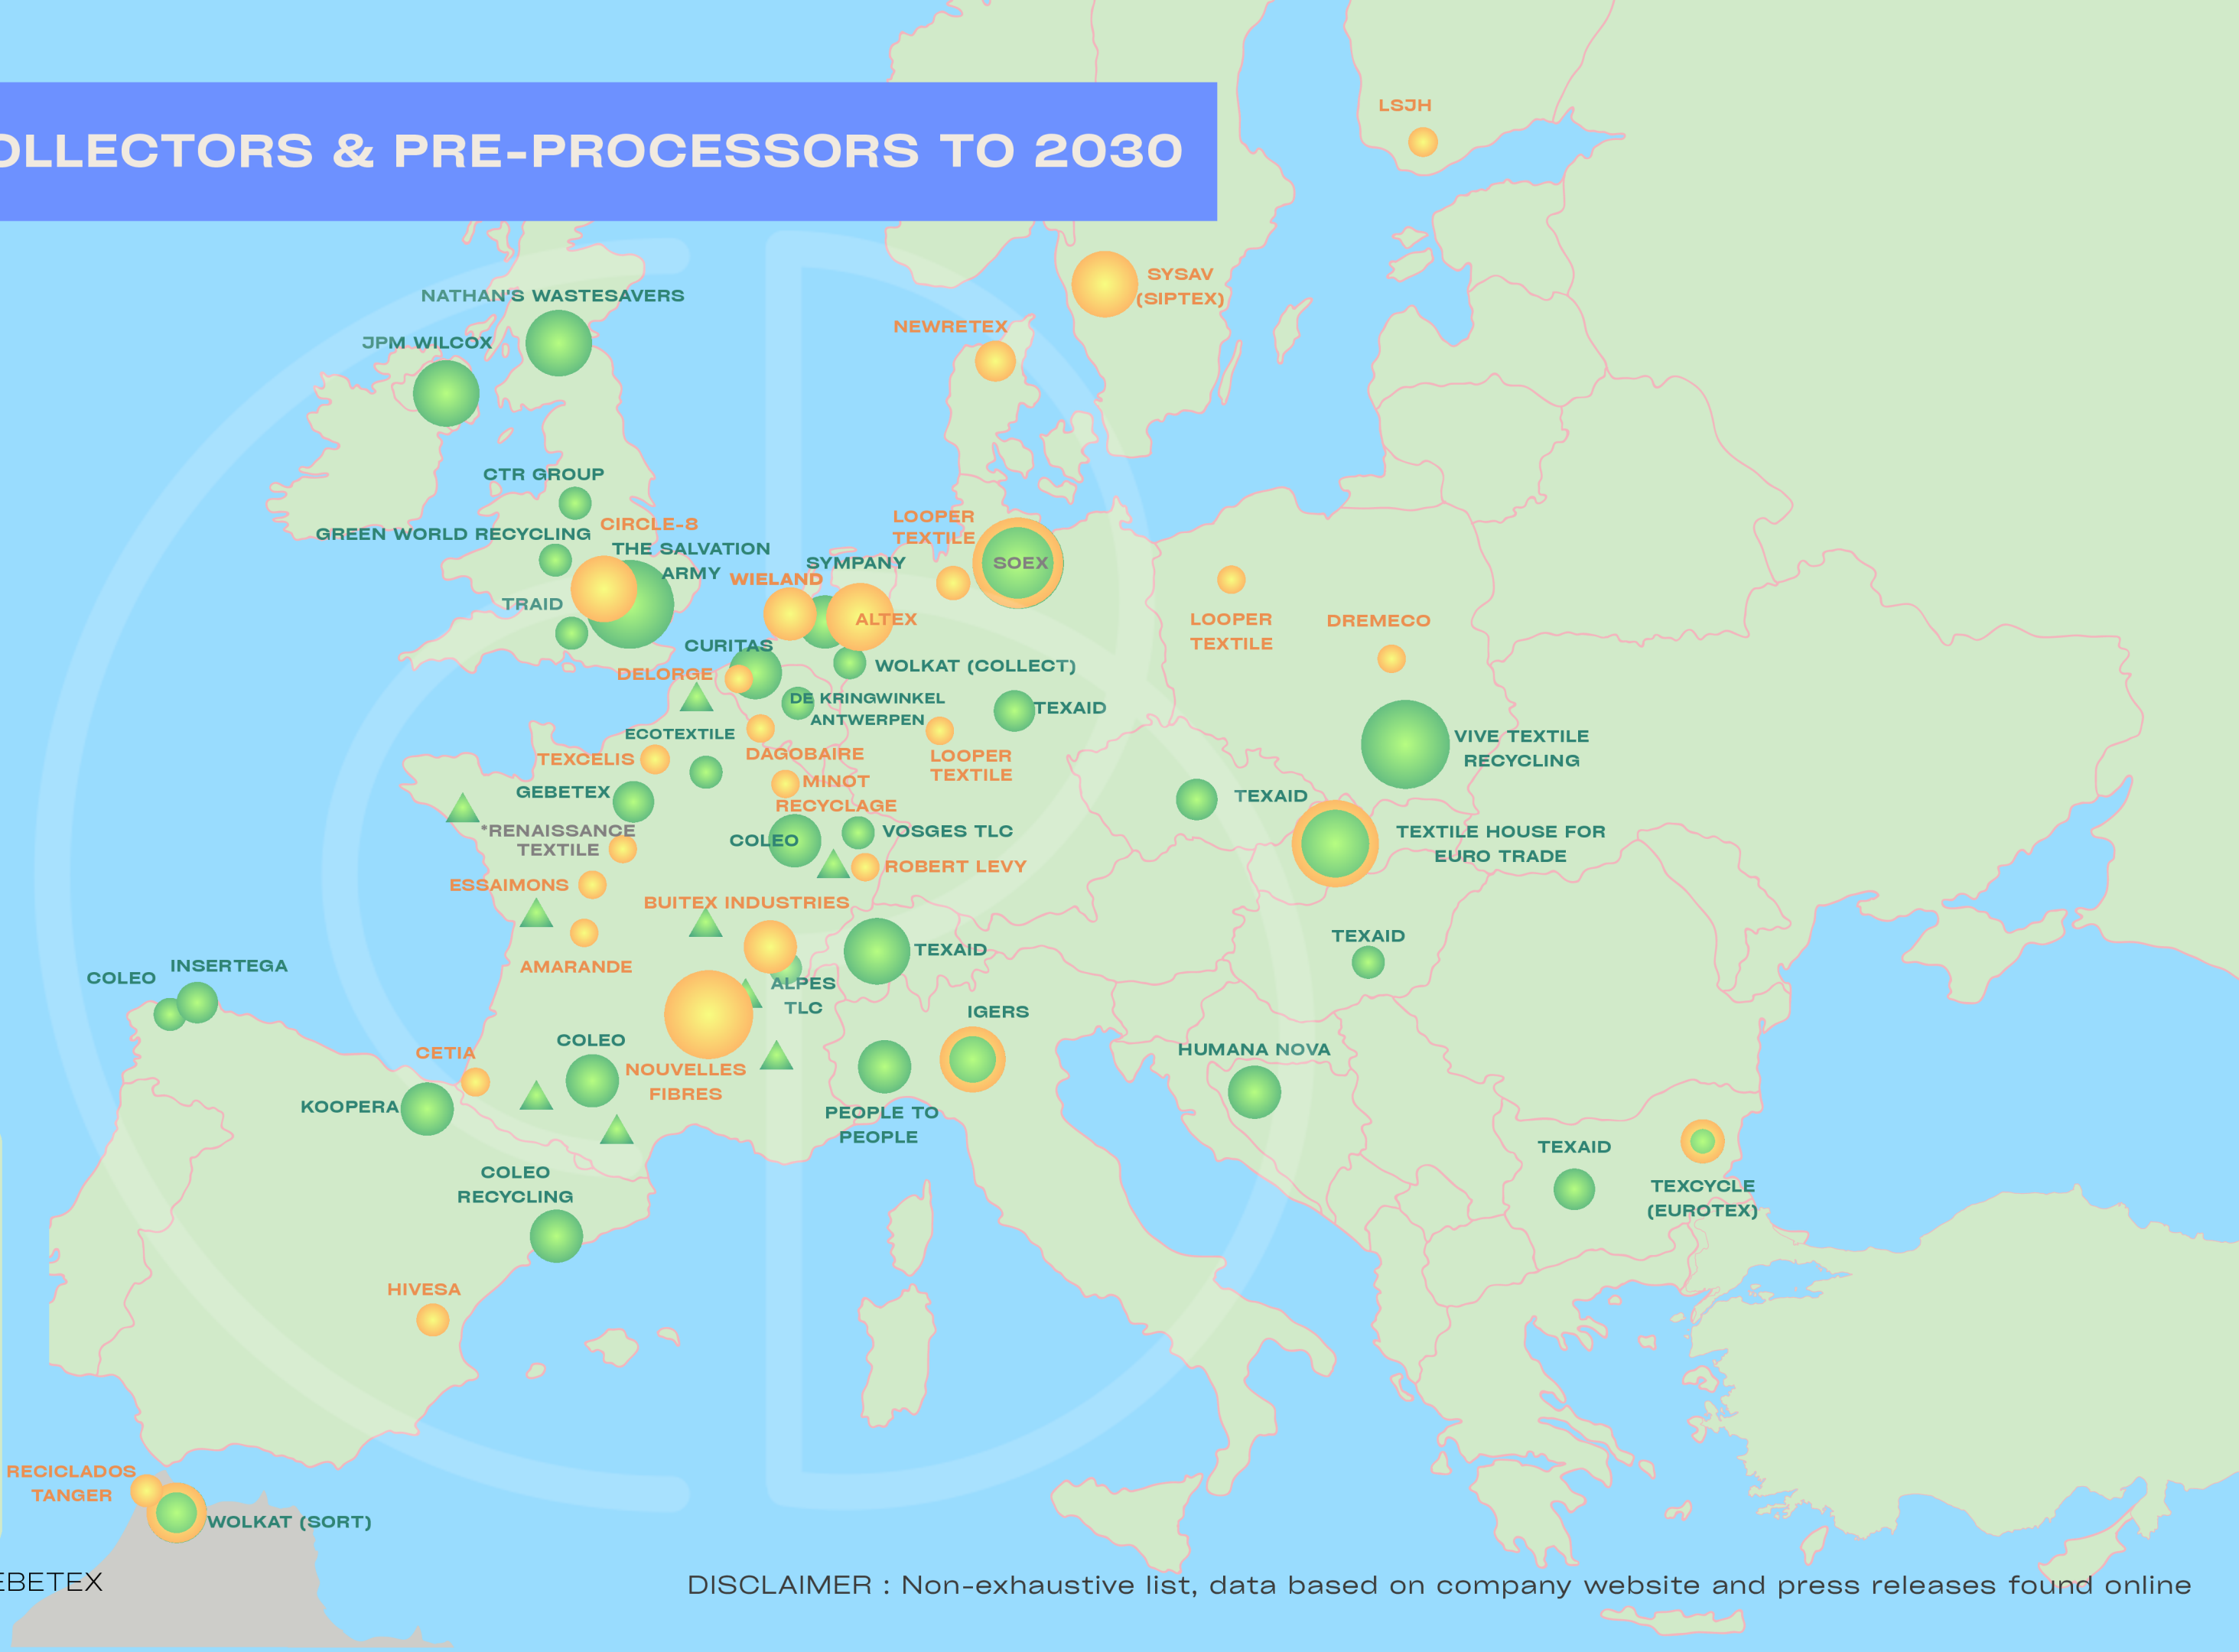 OLLECTORS & PRE-PROCESSORS TO 2030
LSJH
SYSAV
(SIPTEX)
NATHAN'S WASTESAVERS
NEWRETEX
JPM WILCOX
CTR GROUP
CIRCLE-8
GREEN WORLD RECYCLING
THE SALVATION
ARMY
TRAID
LOOPER
TEXTILE
SOEX
SYMPANY
WIELAND
ALTEX
LOOPER
TEXTILE
DREMECO
CURITAS
DELORGE
WOLKAT (COLLECT)
DE KRINGWINKEL
ANTWERPEN
TEXAID
ECOTEXTILE
VIVE TEXTILE
RECYCLING
TEXCELIS
DAGOBAIRE
LOOPER
TEXTILE
MINOT
RECYCLAGE
GEBETEX
TEXAID
*RENAISSANCE
TEXTILE
COLEO
VOSGES TLC
TEXTILE HOUSE FOR
EURO TRADE
ROBERT LEVY
ESSAIMONS
BUITEX INDUSTRIES
TEXAID
TEXAID
AMARANDE
COLEO
INSERTEGA
ALPES
TLC
IGERS
COLEO
CETIA
HUMANA NOVA
NOUVELLES
FIBRES
KOOPERA
PEOPLE TO
PEOPLE
TEXAID
COLEO
RECYCLING
TEXCYCLE
(EUROTEX)
HIVESA
RECICLADOS
TANGER
WOLKAT (SORT)
EBETEX
DISCLAIMER : Non-exhaustive list, data based on company website and press releases found online